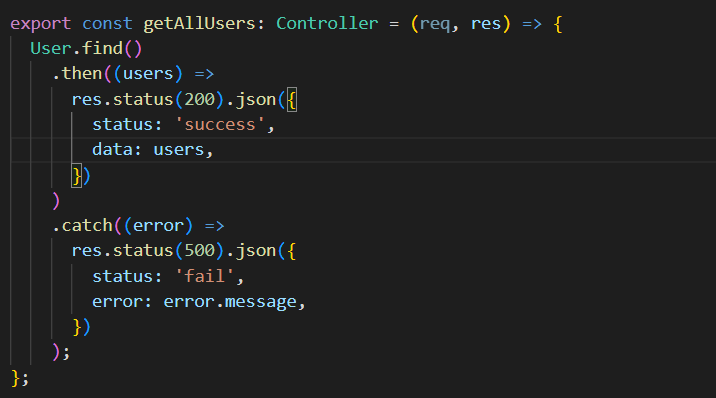 export const getAllUsers: Controller = (req, res) => {
  User.find()
    .then((users) =>
      res.status(200).json({
        status: 'success',
        data: users,
      })
    )
    .catch((error) =>
      res.status(500).json({
        status: 'fail',
        error: error.message,
      })
    );
};